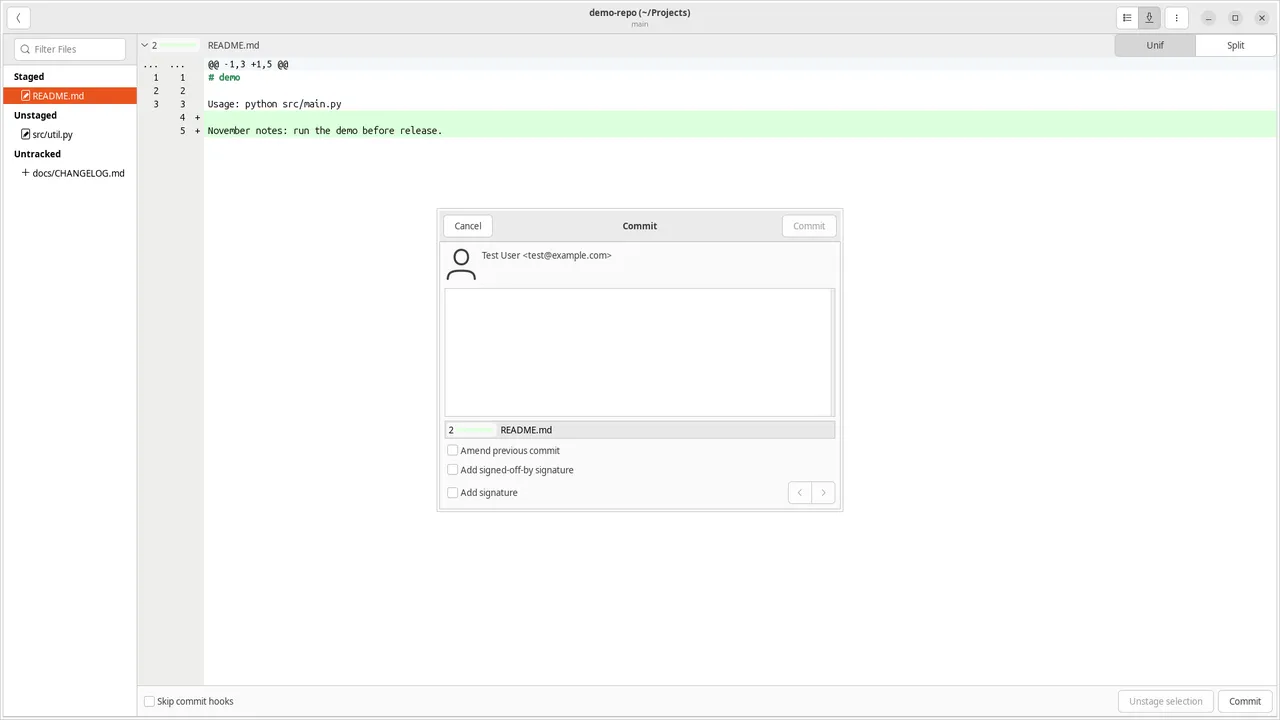 demo-repo (~/Projects)
main
Filter Files
Staged
README.md
Unstaged
src/util.py
Untracked
docs/CHANGELOG.md
2 README.md
Unif
Split
... ... @@ -1,3 +1,5 @@
1 1 # demo
2 2
3 3 Usage: python src/main.py
4 +
5 + November notes: run the demo before release.
Cancel
Commit
Commit
Test User <test@example.com>
2 README.md
Amend previous commit
Add signed-off-by signature
Add signature
Skip commit hooks
Unstage selection
Commit